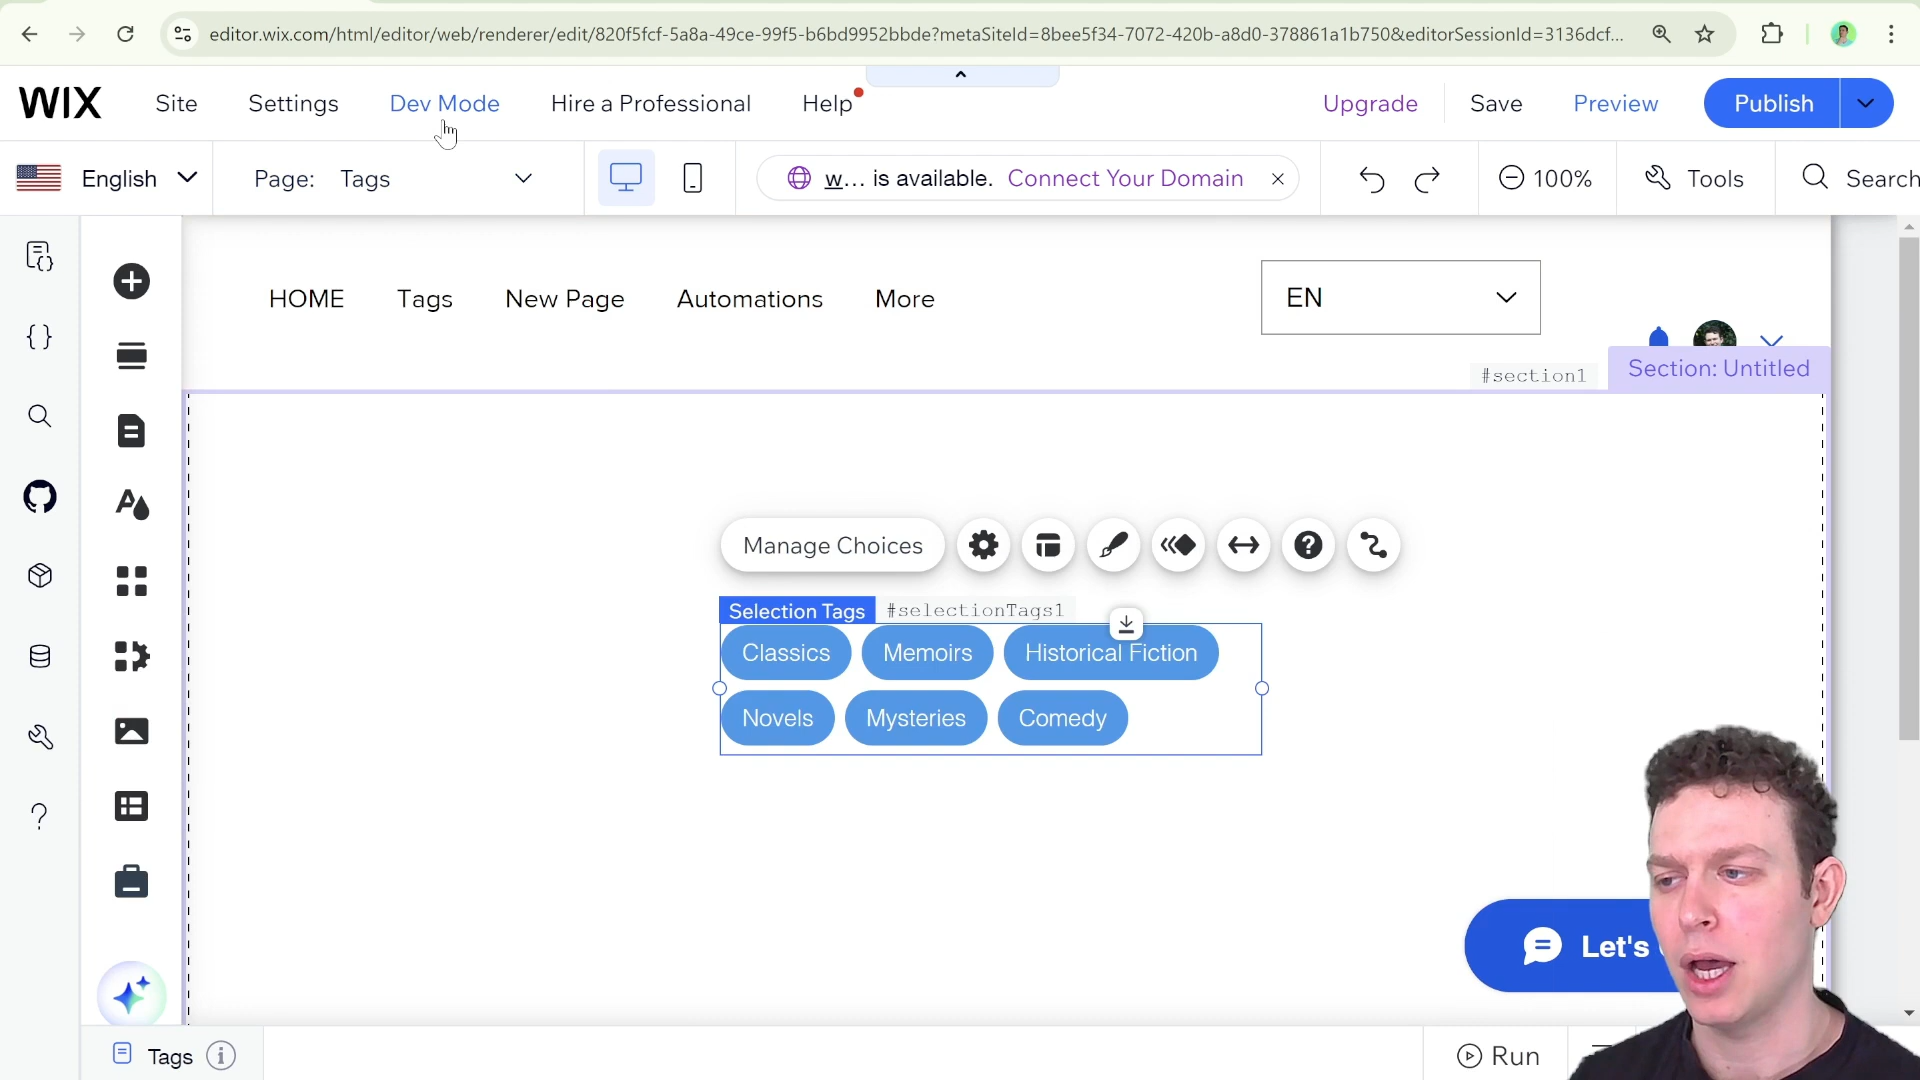 editor.wix.com/html/editor/web/renderer/edit/820f5fcf-5a8a-49ce-99f5-b6bd9952bbde?metaSiteId=8bee5f34-7072-420b-a8d0-378861a1b750&editorSessionId=3136dcf...
WIX Site Settings Dev Mode Hire a Professional Help Upgrade Save Preview Publish
English Page: Tags w... is available. Connect Your Domain 100% Tools Search
HOME Tags New Page Automations More EN
#section1 Section: Untitled
Manage Choices
Selection Tags #selectionTags1
Classics Memoirs Historical Fiction
Novels Mysteries Comedy
Let's
Tags Run